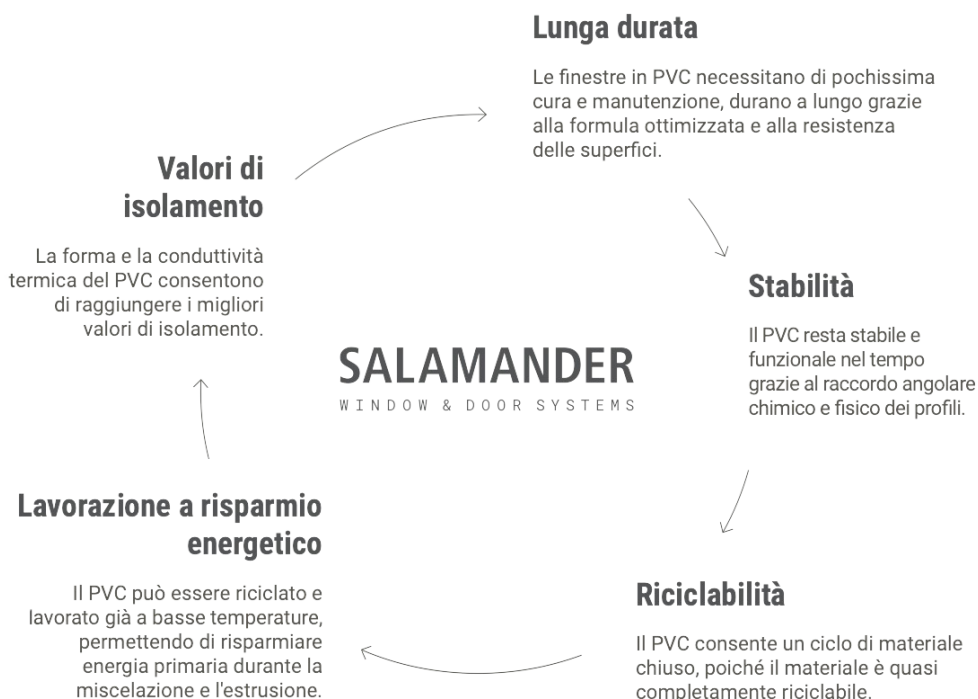 Lunga durata
Le finestre in PVC necessitano di pochissima
cura e manutenzione, durano a lungo grazie
alla formula ottimizzata e alla resistenza
delle superfici.
Stabilità
Il PVC resta stabile e
funzionale nel tempo
grazie al raccordo angolare
chimico e fisico dei profili.
Riciclabilità
Il PVC consente un ciclo di materiale
chiuso, poiché il materiale è quasi
completamente riciclabile.
Lavorazione a risparmio
energetico
Il PVC può essere riciclato e
lavorato già a basse temperature,
permettendo di risparmiare
energia primaria durante la
miscelazione e l'estrusione.
Valori di
isolamento
La forma e la conduttività
termica del PVC consentono
di raggiungere i migliori
valori di isolamento.
SALAMANDER
WINDOW & DOOR SYSTEMS